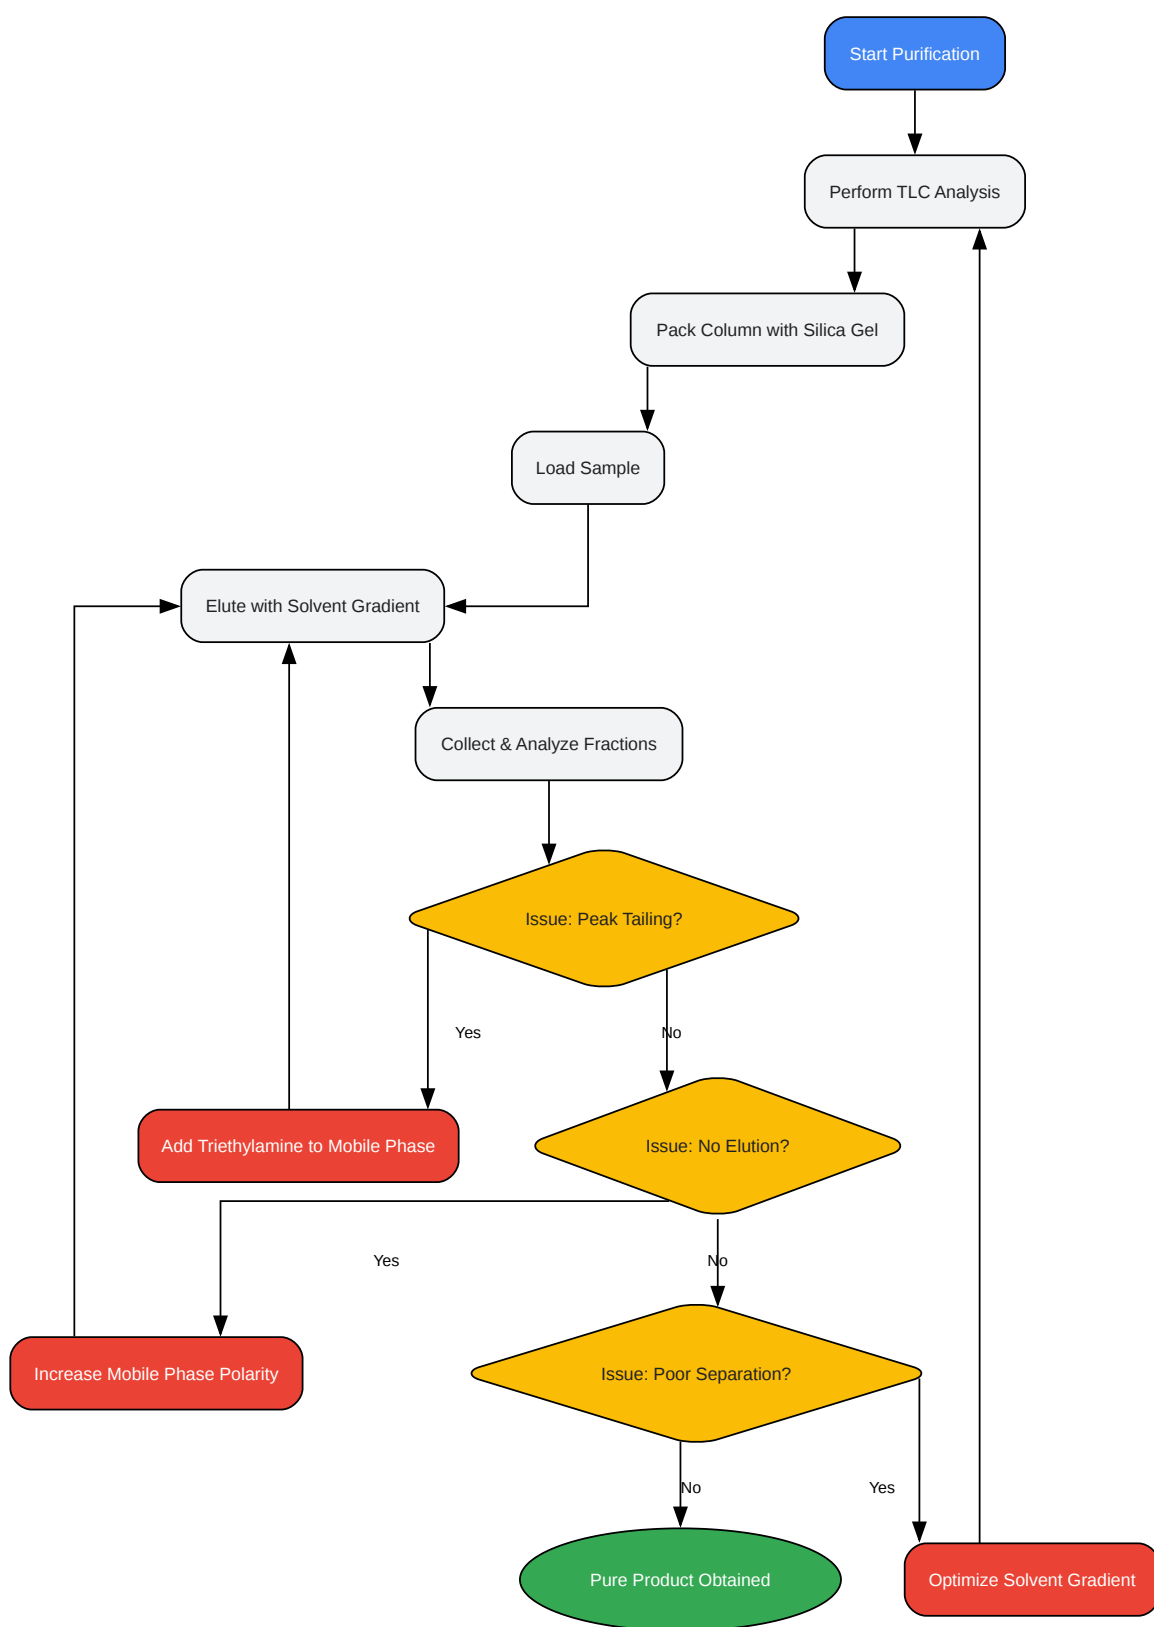 Start Purification
Perform TLC Analysis
Pack Column with Silica Gel
Load Sample
Elute with Solvent Gradient
Collect & Analyze Fractions
Issue: Peak Tailing?
Yes
No
Add Triethylamine to Mobile Phase
Issue: No Elution?
Yes
No
Increase Mobile Phase Polarity
Issue: Poor Separation?
No
Yes
Pure Product Obtained
Optimize Solvent Gradient